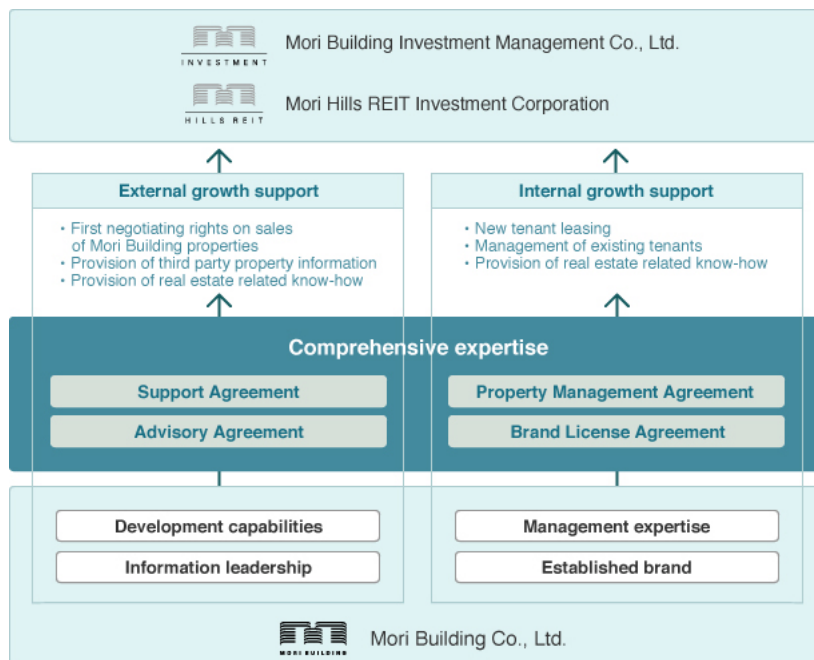 INVESTMENT
Mori Building Investment Management Co., Ltd.
HILLS REIT
Mori Hills REIT Investment Corporation
External growth support
• First negotiating rights on sales
of Mori Building properties
• Provision of third party property information
• Provision of real estate related know-how
Internal growth support
• New tenant leasing
• Management of existing tenants
• Provision of real estate related know-how
Comprehensive expertise
Support Agreement
Advisory Agreement
Property Management Agreement
Brand License Agreement
Development capabilities
Information leadership
Management expertise
Established brand
MORI BUILDING
Mori Building Co., Ltd.